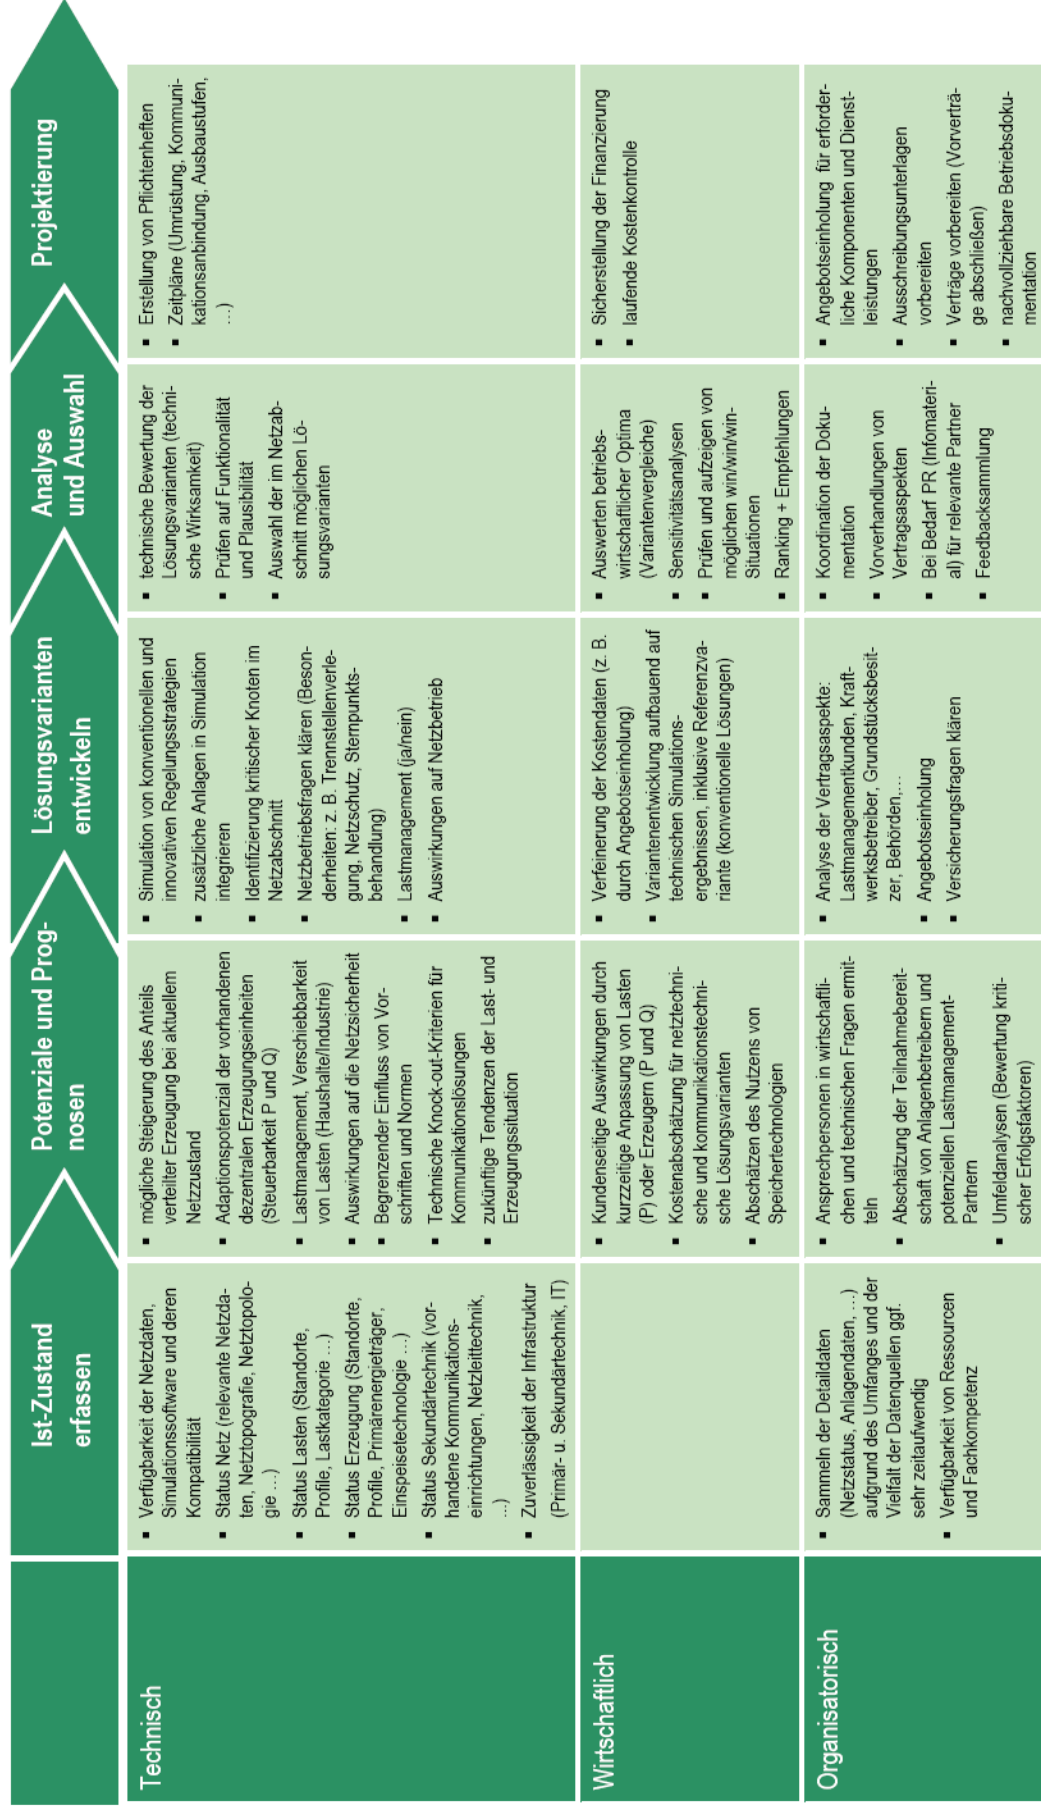 Ist-Zustand
erfassen
Potenziale und Prog-
nosen
Lösungsvarianten
entwickeln
Analyse
und Auswahl
Projektierung
Technisch
▪ Verfügbarkeit der Netzdaten,
Simulationssoftware und deren
Kompatibilität
▪ Status Netz (relevante Netzda-
ten, Netztopografie, Netztopolo-
gie …)
▪ Status Lasten (Standorte,
Profile, Lastkategorie …)
▪ Status Erzeugung (Standorte,
Profile, Primärenergieträger,
Einspeisetechnologie …)
▪ Status Sekundärtechnik (vor-
handene Kommunikations-
einrichtungen, Netzleittechnik,
…)
▪ Zuverlässigkeit der Infrastruktur
(Primär- u. Sekundärtechnik, IT)
▪ mögliche Steigerung des Anteils
verteilter Erzeugung bei aktuellem
Netzzustand
▪ Adaptionspotenzial der vorhandenen
dezentralen Erzeugungseinheiten
(Steuerbarkeit P und Q)
▪ Lastmanagement, Verschiebbarkeit
von Lasten (Haushalte/Industrie)
▪ Auswirkungen auf die Netzsicherheit
▪ Begrenzender Einfluss von Vor-
schriften und Normen
▪ Technische Knock-out-Kriterien für
Kommunikationslösungen
▪ zukünftige Tendenzen der Last- und
Erzeugungssituation
▪ Simulation von konventionellen und
innovativen Regelungsstrategien
▪ zusätzliche Anlagen in Simulation
integrieren
▪ Identifizierung kritischer Knoten im
Netzabschnitt
▪ Netzbetriebsfragen klären (Beson-
derheiten: z. B. Trennstellenverle-
gung, Netzschutz, Sternpunkts-
behandlung)
▪ Lastmanagement (ja/nein)
▪ Auswirkungen auf Netzbetrieb
▪ technische Bewertung der
Lösungsvarianten (techni-
sche Wirksamkeit)
▪ Prüfen auf Funktionalität
und Plausibilität
▪ Auswahl der im Netzab-
schnitt möglichen Lö-
sungsvarianten
▪ Erstellung von Pflichtenheften
▪ Zeitpläne (Umrüstung, Kommuni-
kationsanbindung, Ausbaustufen,
…)
Wirtschaftlich
▪ Kundenseitige Auswirkungen durch
kurzzeitige Anpassung von Lasten
(P) oder Erzeugern (P und Q)
▪ Kostenabschätzung für netztechni-
sche und kommunikationstechni-
sche Lösungsvarianten
▪ Abschätzen des Nutzens von
Speichertechnologien
▪ Verfeinerung der Kostendaten (z. B.
durch Angebotseinholung)
▪ Variantenentwicklung aufbauend auf
technischen Simulations-
ergebnissen, inklusive Referenzva-
riante (konventionelle Lösungen)
▪ Auswerten betriebs-
wirtschaftlicher Optima
(Variantenvergleiche)
▪ Sensitivitätsanalysen
▪ Prüfen und aufzeigen von
möglichen win/win/win-
Situationen
▪ Ranking + Empfehlungen
▪ Sicherstellung der Finanzierung
▪ laufende Kostenkontrolle
Organisatorisch
▪ Sammeln der Detaildaten
(Netzstatus, Anlagendaten, …)
aufgrund des Umfanges und der
Vielfalt der Datenquellen ggf.
sehr zeitaufwendig
▪ Verfügbarkeit von Ressourcen
und Fachkompetenz
▪ Ansprechpersonen in wirtschaftli-
chen und technischen Fragen ermit-
teln
▪ Abschätzung der Teilnahmebereit-
schaft von Anlagenbetreibern und
potenziellen Lastmanagement-
Partnern
▪ Umfeldanalysen (Bewertung kriti-
scher Erfolgsfaktoren)
▪ Analyse der Vertragsaspekte:
Lastmanagementkunden, Kraft-
werksbetreiber, Grundstücksbesit-
zer, Behörden,…
▪ Angebotseinholung
▪ Versicherungsfragen klären
▪ Koordination der Doku-
mentation
▪ Vorverhandlungen von
Vertragsaspekten
▪ Bei Bedarf PR (Infomateri-
al) für relevante Partner
▪ Feedbacksammlung
▪ Angebotseinholung für erforder-
liche Komponenten und Dienst-
leistungen
▪ Ausschreibungsunterlagen
vorbereiten
▪ Verträge vorbereiten (Vorverträ-
ge abschließen)
▪ nachvollziehbare Betriebsdoku-
mentation